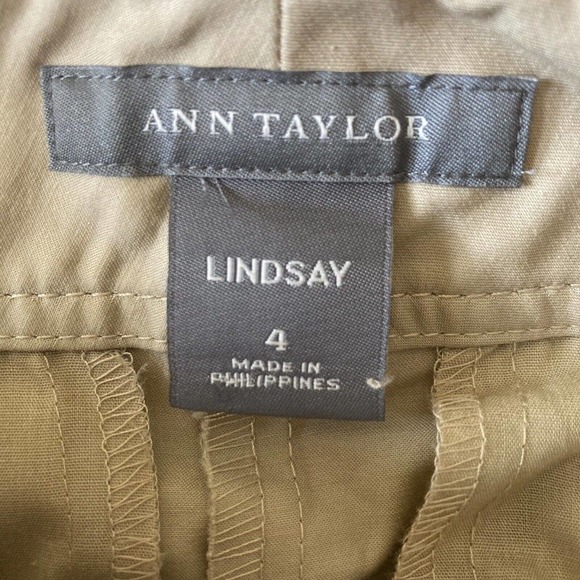 ANN TAYLOR
LINDSAY
4
MADE IN
PHILIPPINES